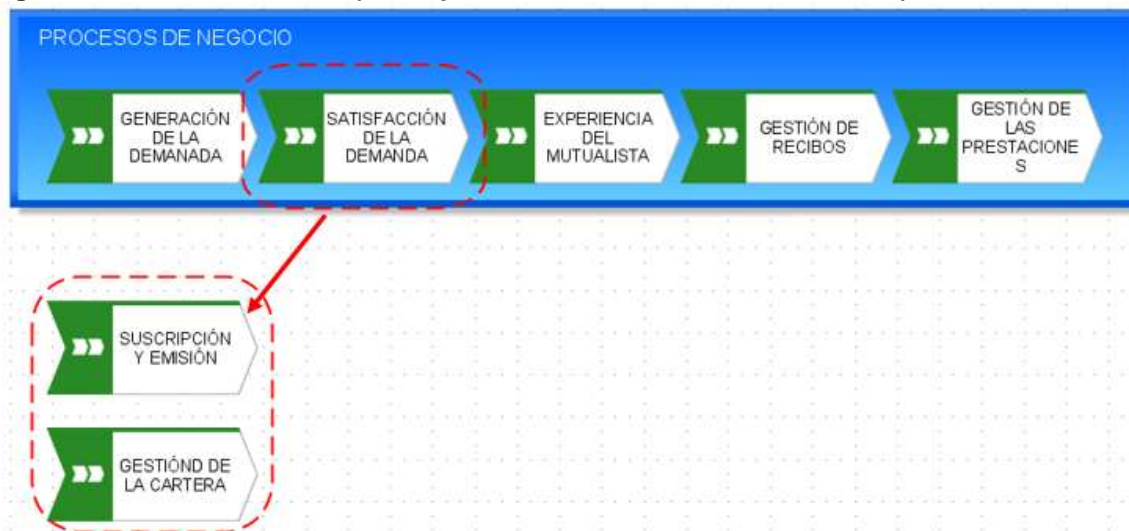 PROCESOS DE NEGOCIO
GENERACIÓN
DE LA
DEMANADA
SATISFACCIÓN
DE LA
DEMANDA
EXPERIENCIA
DEL
MUTUALISTA
GESTIÓN DE
RECIBOS
GESTIÓN DE
LAS
PRESTACIONE
S
SUSCRIPCIÓN
Y EMISIÓN
GESTIÓND DE
LA CARTERA